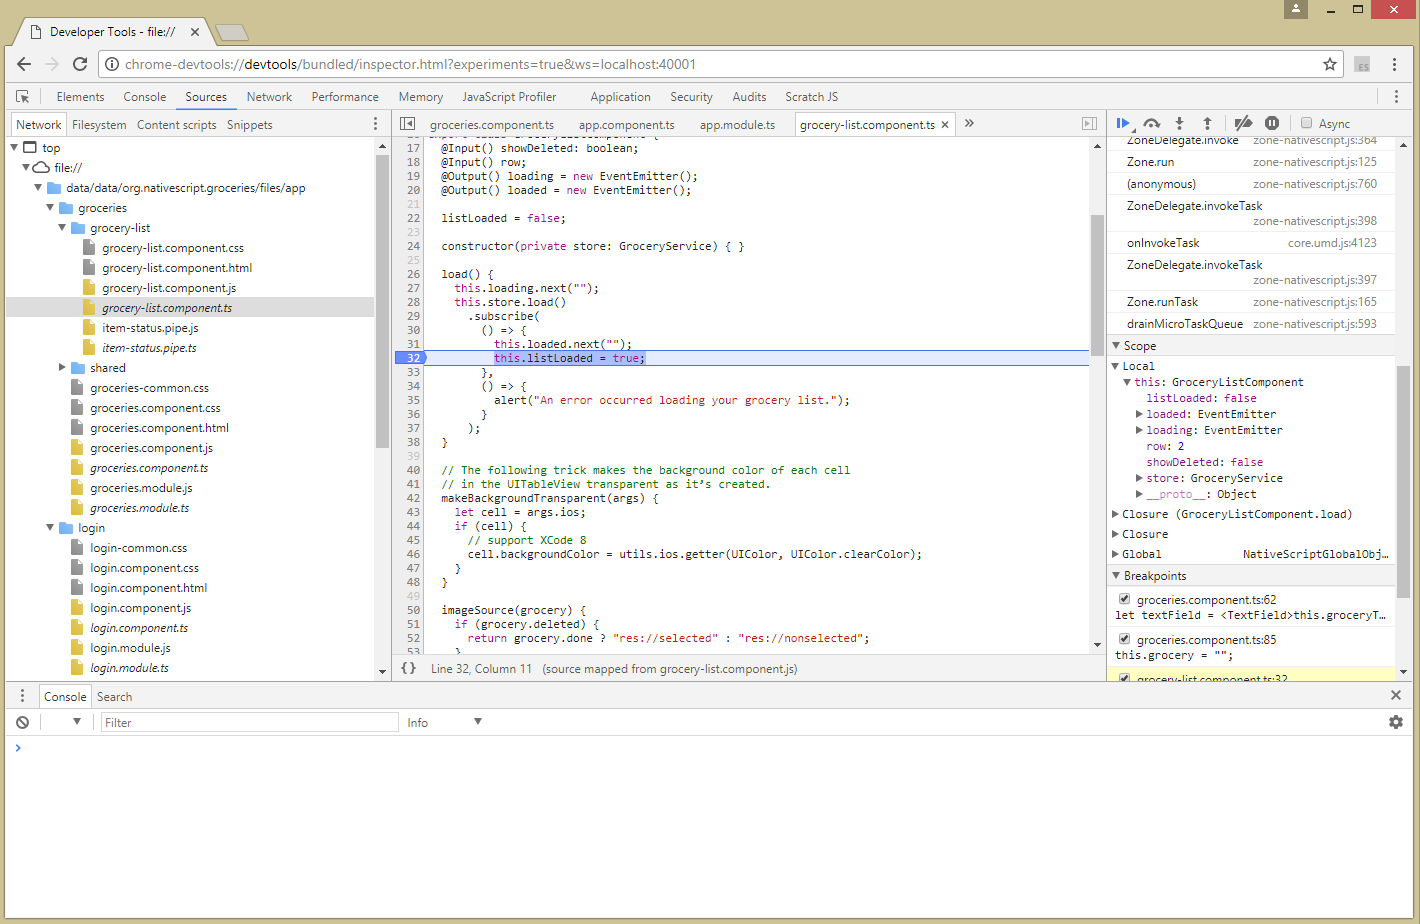 Developer Tools - file://
chrome-devtools://devtools/bundled/inspector.html?experiments=true&ws=localhost:40001
ES
Elements Console Sources Network Performance Memory JavaScript Profiler Application Security Audits Scratch JS
Network Filesystem Content scripts Snippets
top
file://
data/data/org.nativescript.groceries/files/app
groceries
grocery-list
grocery-list.component.css
grocery-list.component.html
grocery-list.component.js
grocery-list.component.ts
item-status.pipe.js
item-status.pipe.ts
shared
groceries-common.css
groceries.component.css
groceries.component.html
groceries.component.js
groceries.component.ts
groceries.module.js
groceries.module.ts
login
login-common.css
login.component.css
login.component.html
login.component.js
login.component.ts
login.module.js
login.module.ts
groceries.component.ts app.component.ts app.module.ts grocery-list.component.ts
17 @Input() showDeleted: boolean;
18 @Input() row;
19 @Output() loading = new EventEmitter();
20 @Output() loaded = new EventEmitter();
21
22 listLoaded = false;
23
24 constructor(private store: GroceryService) { }
25
26 load() {
27 this.loading.next("");
28 this.store.load()
29 .subscribe(
30 () => {
31 this.loaded.next("");
32 this.listLoaded = true;
33 },
34 () => {
35 alert("An error occurred loading your grocery list.");
36 }
37 );
38 }
39
40 // The following trick makes the background color of each cell
41 // in the UITableView transparent as it’s created.
42 makeBackgroundTransparent(args) {
43 let cell = args.ios;
44 if (cell) {
45 // support XCode 8
46 cell.backgroundColor = utils.ios.getter(UIColor, UIColor.clearColor);
47 }
48 }
49
50 imageSource(grocery) {
51 if (grocery.deleted) {
52 return grocery.done ? "res://selected" : "res://nonselected";
53 }
{} Line 32, Column 11 (source mapped from grocery-list.component.js)
Async
ZoneDelegate.invoke zone-nativescript.js:364
Zone.run zone-nativescript.js:125
(anonymous) zone-nativescript.js:760
ZoneDelegate.invokeTask
zone-nativescript.js:398
onInvokeTask core.umd.js:4123
ZoneDelegate.invokeTask
zone-nativescript.js:397
Zone.runTask zone-nativescript.js:165
drainMicroTaskQueue zone-nativescript.js:593
Scope
Local
this: GroceryListComponent
listLoaded: false
loaded: EventEmitter
loading: EventEmitter
row: 2
showDeleted: false
store: GroceryService
__proto__: Object
Closure (GroceryListComponent.load)
Closure
Global NativeScriptGlobalObj…
Breakpoints
groceries.component.ts:62
let textField = <TextField>this.groceryT…
groceries.component.ts:85
this.grocery = "";
grocery-list.component.ts:32
Console Search
Filter Info